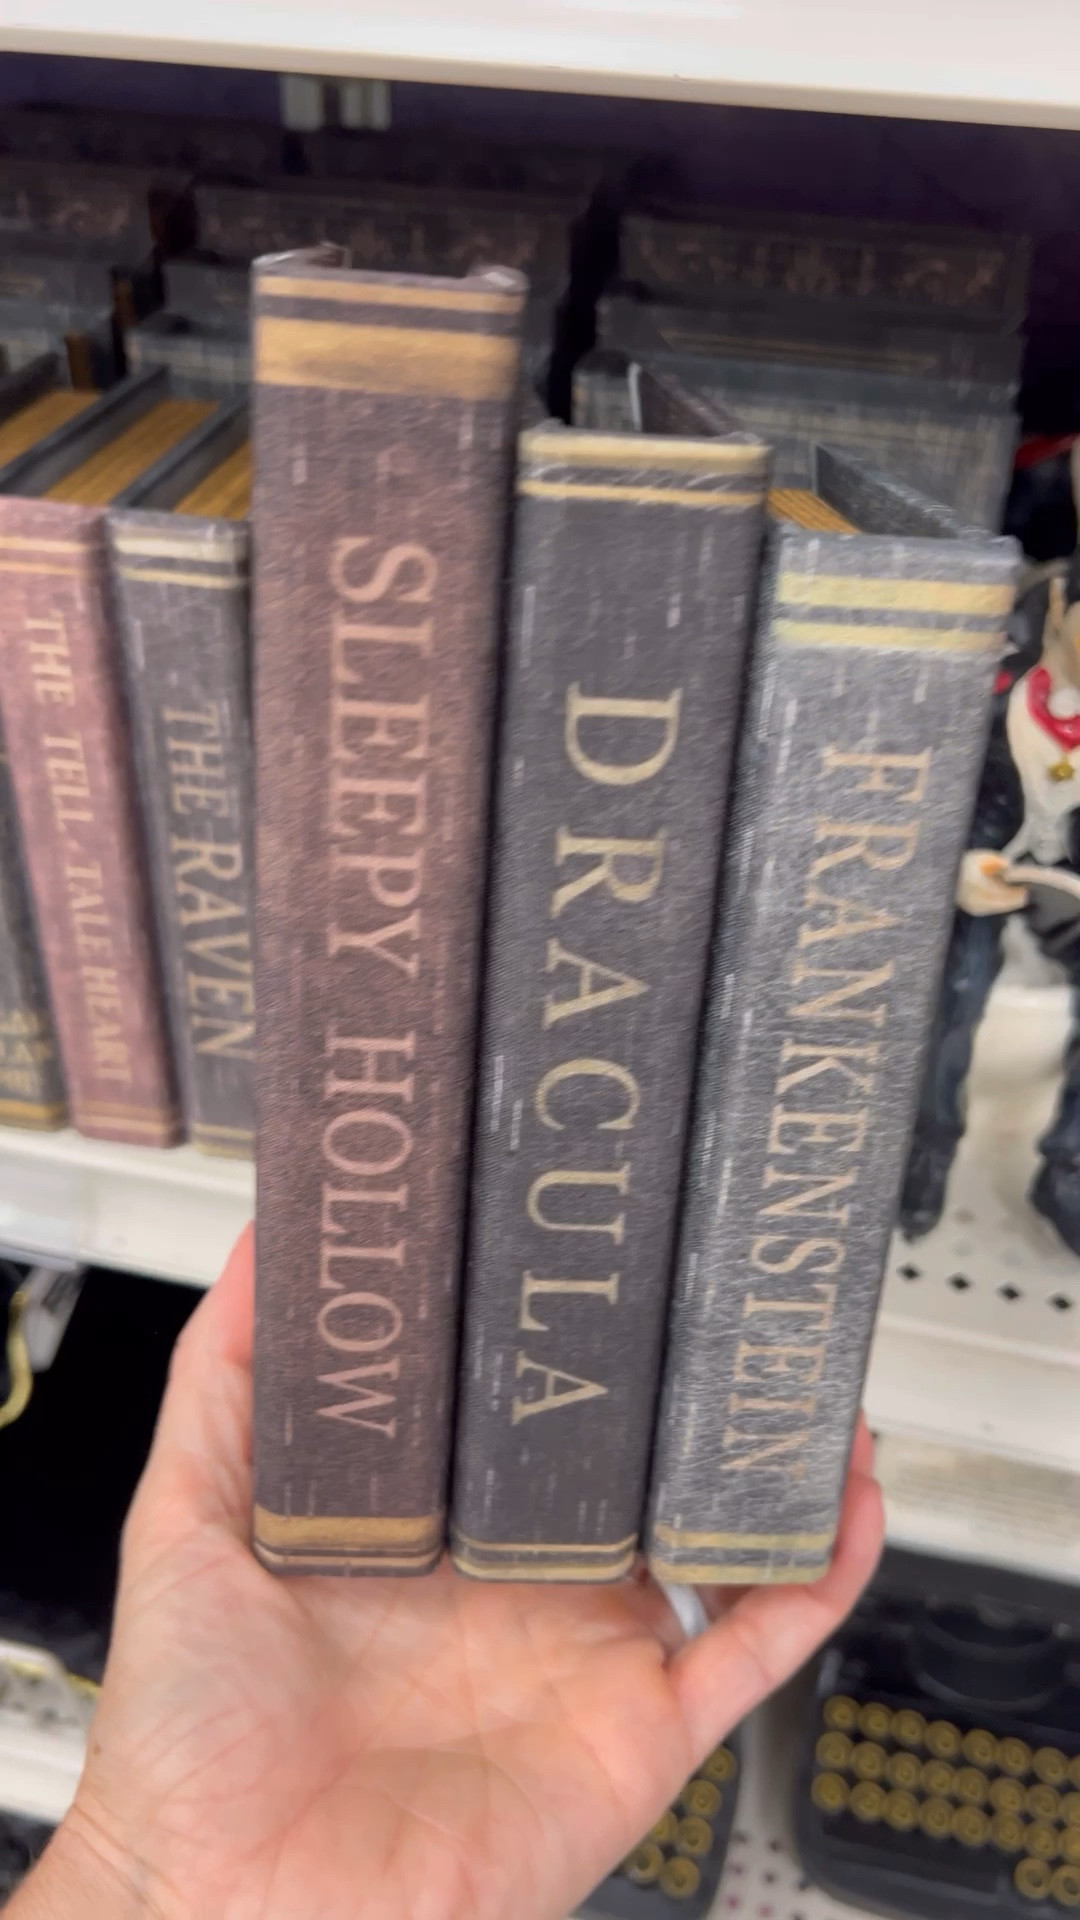 THE TELL-TALE HEART
THE RAVEN
SLEEPY HOLLOW
DRACULA
FRANKENSTEIN